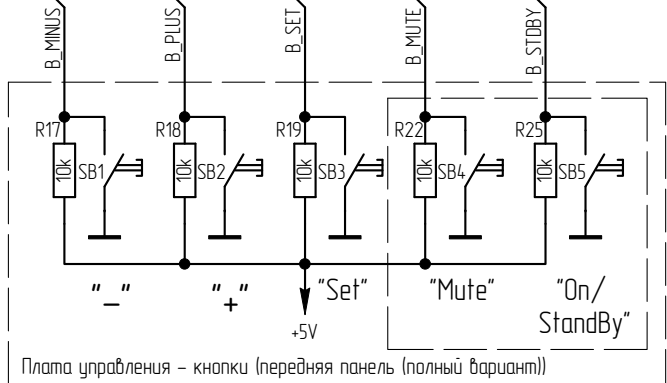 B_MINUS
B_PLUS
B_SET
B_MUTE
B_STDBY
R17
R18
R19
R22
R25
10k
SB1
10k
SB2
10k
SB3
10k
SB4
10k
SB5
"–"
"+"
"Set"
"Mute"
"On/
StandBy"
+5V
Плата управления – кнопки (передняя панель (полный вариант))